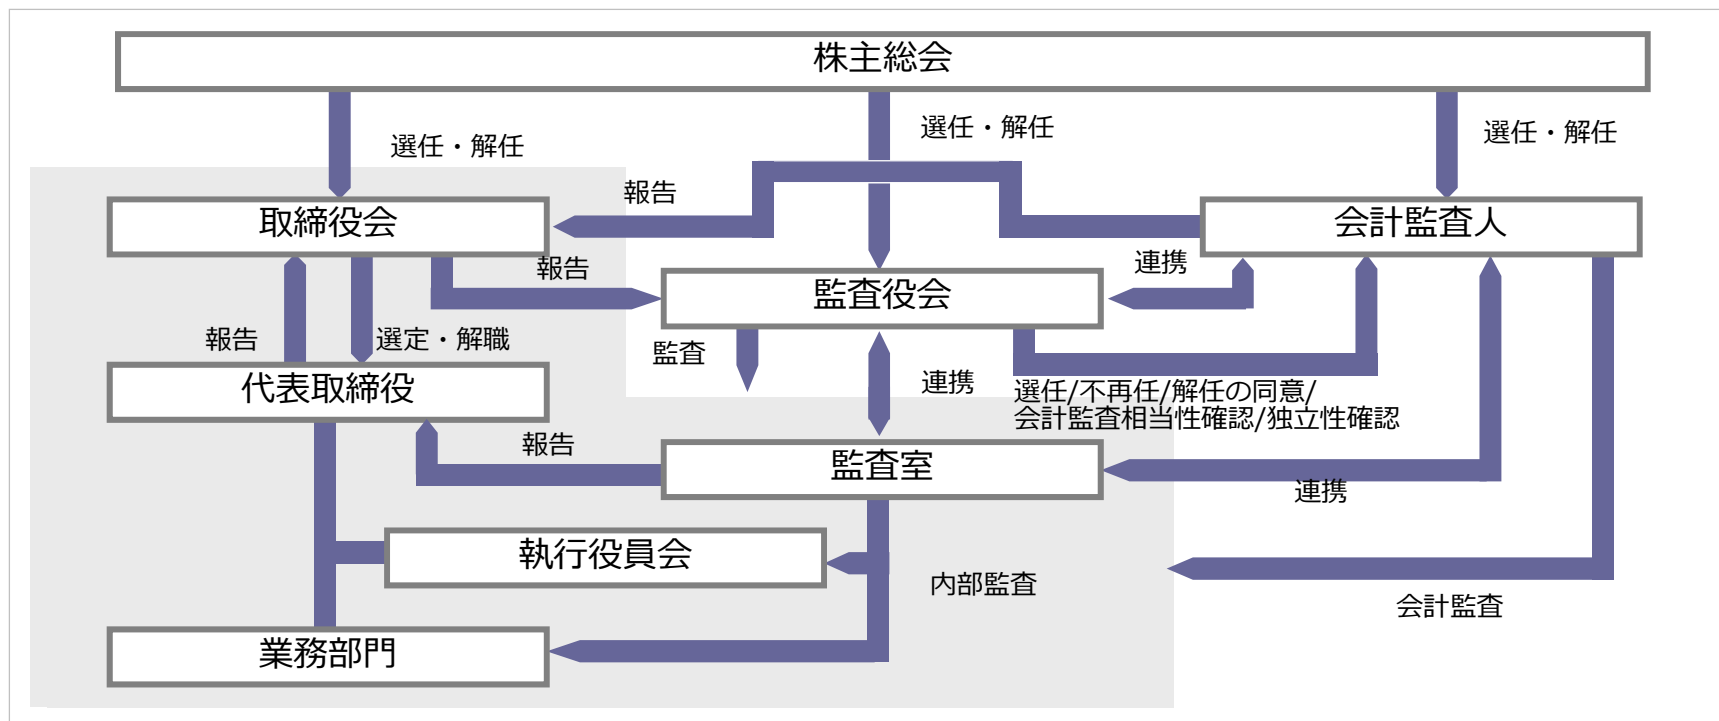 株主総会
選任・解任
選任・解任
選任・解任
報告
取締役会
会計監査人
報告
連携
監査役会
報告
選定・解職
監査
連携
代表取締役
選任/不再任/解任の同意/
会計監査相当性確認/独立性確認
報告
監査室
連携
執行役員会
内部監査
会計監査
業務部門